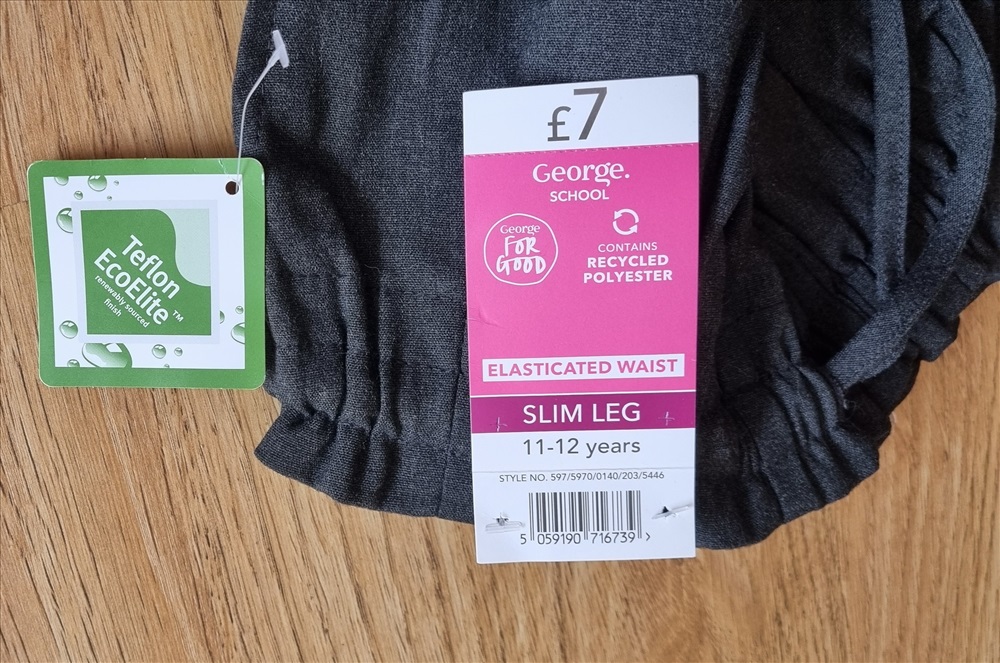 Teflon
EcoElite™
renewably sourced
finish
£7
George.
SCHOOL
George
FOR
GOOD
CONTAINS
RECYCLED
POLYESTER
ELASTICATED WAIST
SLIM LEG
11-12 years
STYLE NO. 597/5970/0140/203/5446
5 059190 716739 >